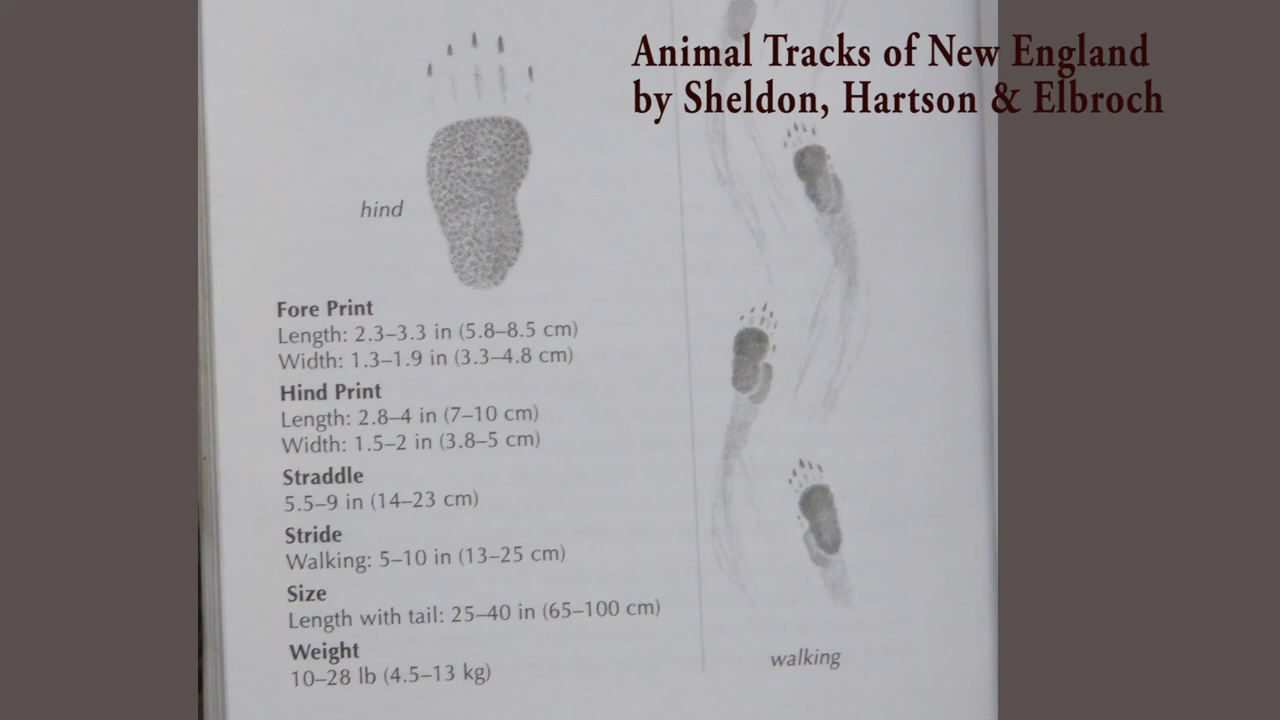 Animal Tracks of New England
by Sheldon, Hartson & Elbroch
hind
Fore Print
Length: 2.3–3.3 in (5.8–8.5 cm)
Width: 1.3–1.9 in (3.3–4.8 cm)
Hind Print
Length: 2.8–4 in (7–10 cm)
Width: 1.5–2 in (3.8–5 cm)
Straddle
5.5–9 in (14–23 cm)
Stride
Walking: 5–10 in (13–25 cm)
Size
Length with tail: 25–40 in (65–100 cm)
Weight
10–28 lb (4.5–13 kg)
walking